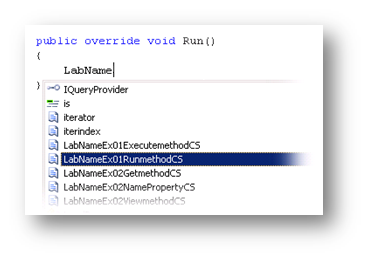 public override void Run()
{
LabName
}
IQueryProvider
is
iterator
iterindex
LabNameEx01ExecutemethodCS
LabNameEx01RunmethodCS
LabNameEx02GetmethodCS
LabNameEx02NamePropertyCS
LabNameEx02ViewmethodCS